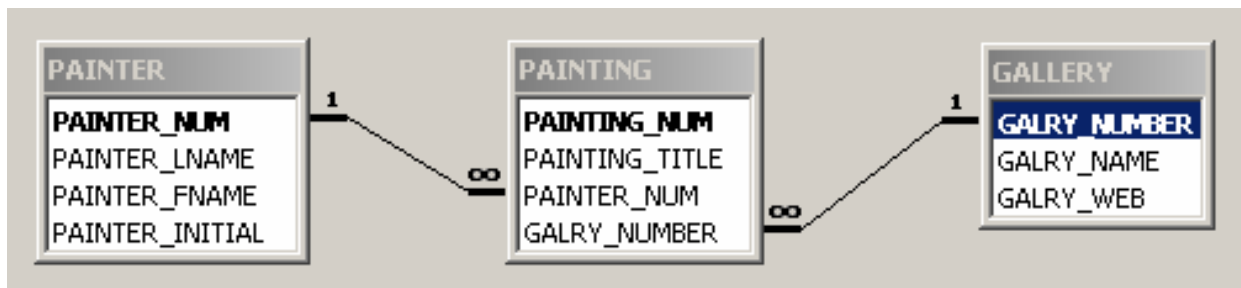 PAINTER
PAINTER_NUM
PAINTER_LNAME
PAINTER_FNAME
PAINTER_INITIAL
1
∞
PAINTING
PAINTING_NUM
PAINTING_TITLE
PAINTER_NUM
GALRY_NUMBER
∞
1
GALLERY
GALRY_NUMBER
GALRY_NAME
GALRY_WEB